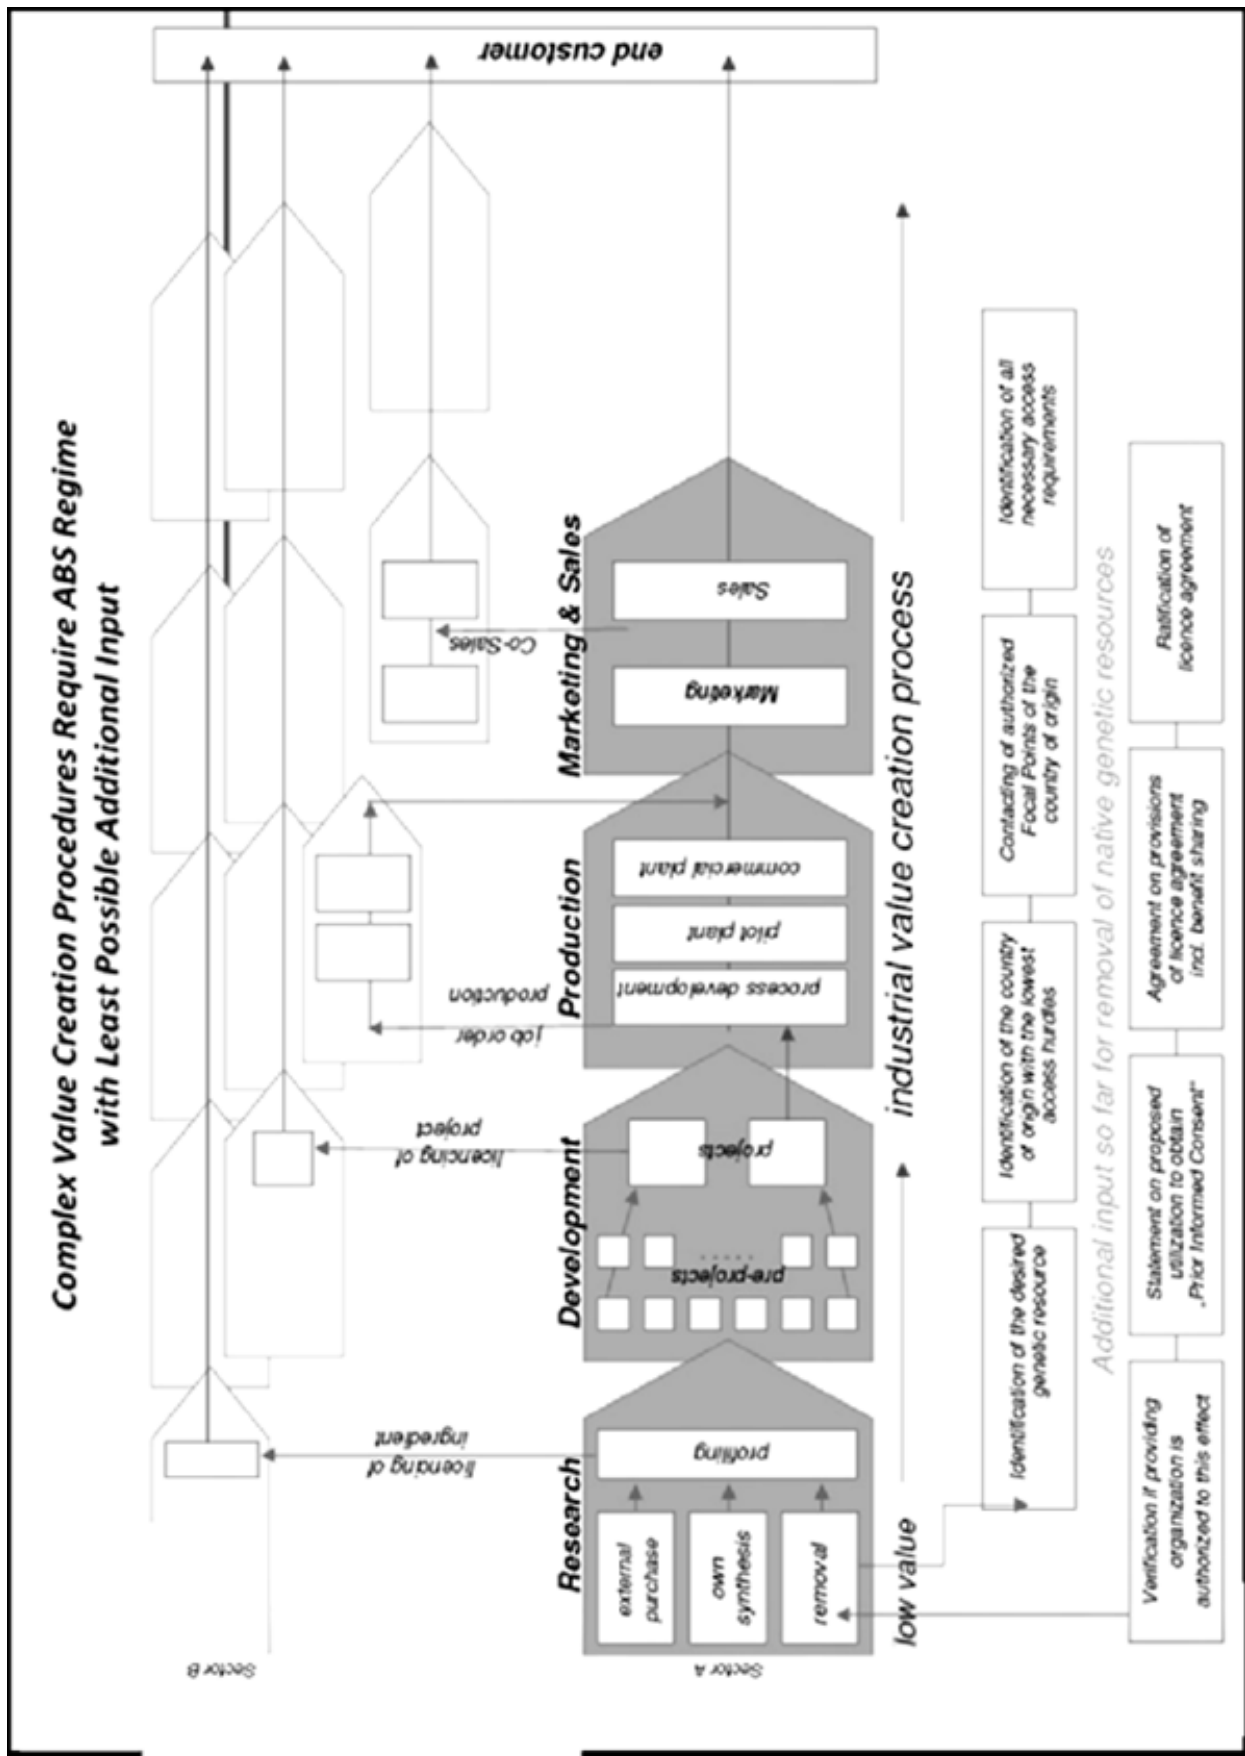 Complex Value Creation Procedures Require ABS Regime
with Least Possible Additional Input
end customer
Sector B
licencing of
ingredient
licencing of
project
job order
production
Co-Sales
Research
Development
Production
Marketing & Sales
Sector A
external
purchase
own
synthesis
removal
profiling
pre-projects
......
projects
process development
pilot plant
commercial plant
Marketing
Sales
low value
industrial value creation process
Identification of the desired
genetic resource
Identification of the country
of origin with the lowest
access hurdles
Contacting of authorized
Focal Points of the
country of origin
Identification of all
necessary access
requirements
Additional input so far for removal of native genetic resources
Verification if providing
organization is
authorized to this effect
Statement on proposed
utilization to obtain
„Prior Informed Consent"
Agreement on provisions
of licence agreement
incl. benefit sharing
Ratification of
licence agreement